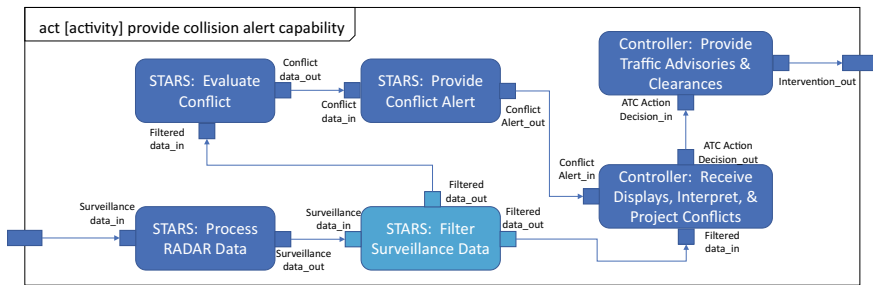 act [activity] provide collision alert capability
STARS: Evaluate
Conflict
Conflict
data_out
Conflict
data_in
STARS: Provide
Conflict Alert
Conflict
Alert_out
Controller: Provide
Traffic Advisories &
Clearances
Intervention_out
ATC Action
Decision_in
Filtered
data_in
ATC Action
Decision_out
Conflict
Alert_in
Controller: Receive
Displays, Interpret, &
Project Conflicts
Filtered
data_in
Surveillance
data_in
STARS: Process
RADAR Data
Surveillance
data_out
Surveillance
data_in
Filtered
data_out
STARS: Filter
Surveillance Data
Filtered
data_out